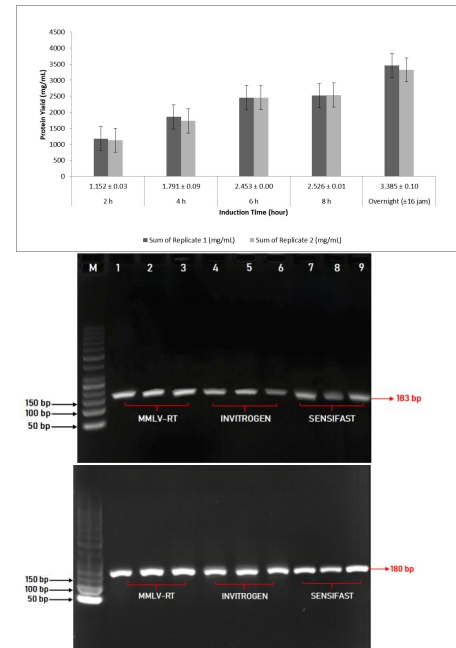 Protein Yield (mg/mL)
4500
4000
3500
3000
2500
2000
1500
1000
500
0
1.152 ± 0.03 1.791 ± 0.09 2.453 ± 0.00 2.526 ± 0.01 3.385 ± 0.10
2 h 4 h 6 h 8 h Overnight (±16 jam)
Induction Time (hour)
Sum of Replicate 1 (mg/mL) Sum of Replicate 2 (mg/mL)
M 1 2 3 4 5 6 7 8 9
150 bp
100 bp
50 bp
183 bp
MMLV-RT INVITROGEN SENSIFAST
150 bp
100 bp
50 bp
180 bp
MMLV-RT INVITROGEN SENSIFAST